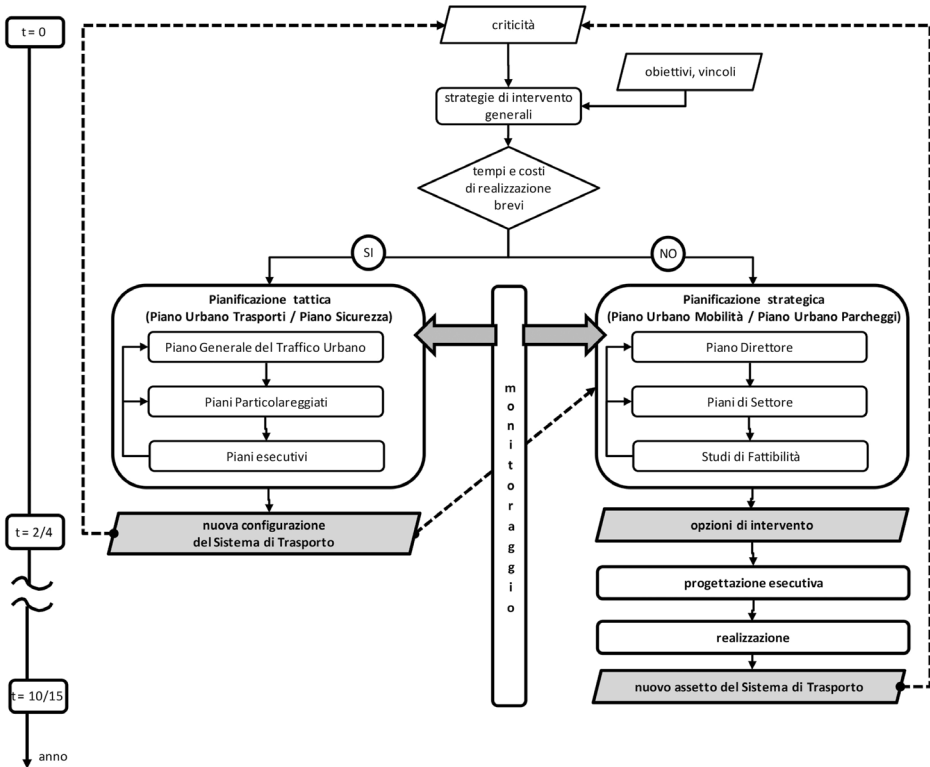 t = 0
criticità
obiettivi, vincoli
strategie di intervento
generali
tempi e costi
di realizzazione
brevi
SI
NO
Pianificazione tattica
(Piano Urbano Trasporti / Piano Sicurezza)
Piano Generale del Traffico Urbano
Piani Particolareggiati
Piani esecutivi
nuova configurazione
del Sistema di Trasporto
monitoraggio
Pianificazione strategica
(Piano Urbano Mobilità / Piano Urbano Parcheggi)
Piano Direttore
Piani di Settore
Studi di Fattibilità
opzioni di intervento
progettazione esecutiva
realizzazione
nuovo assetto del Sistema di Trasporto
t = 2/4
t = 10/15
anno